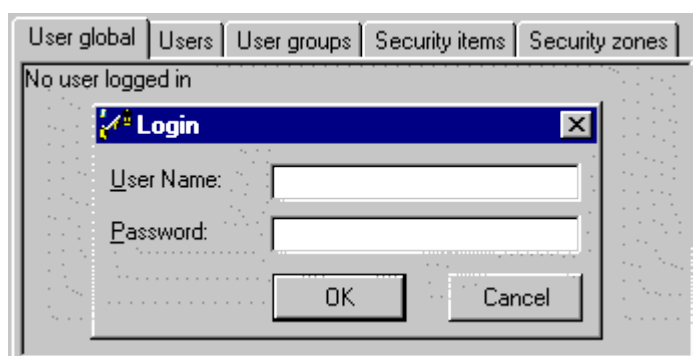 User global Users User groups Security items Security zones
No user logged in
Login
User Name:
Password:
OK Cancel